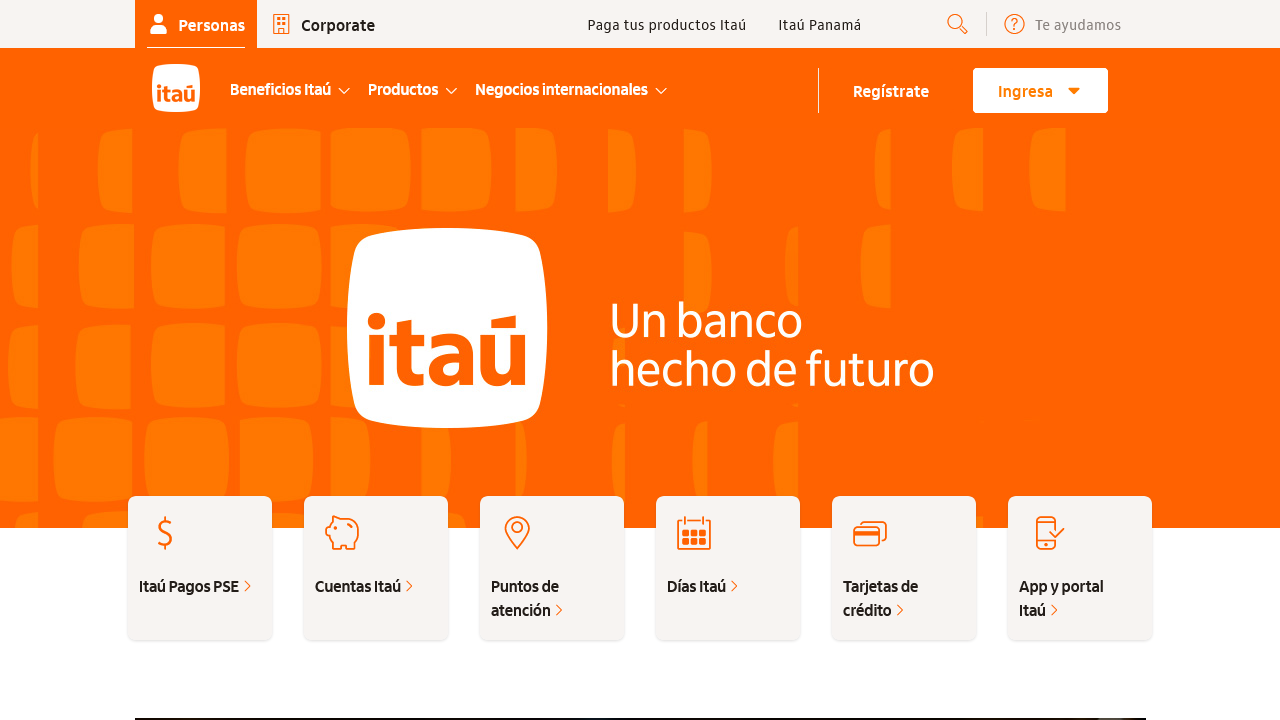 Personas
Corporate
Paga tus productos Itaú
Itaú Panamá
Te ayudamos
itaú
Beneficios Itaú
Productos
Negocios internacionales
Regístrate
Ingresa
itaú
Un banco
hecho de futuro
Itaú Pagos PSE
Cuentas Itaú
Puntos de
atención
Días Itaú
Tarjetas de
crédito
App y portal
Itaú